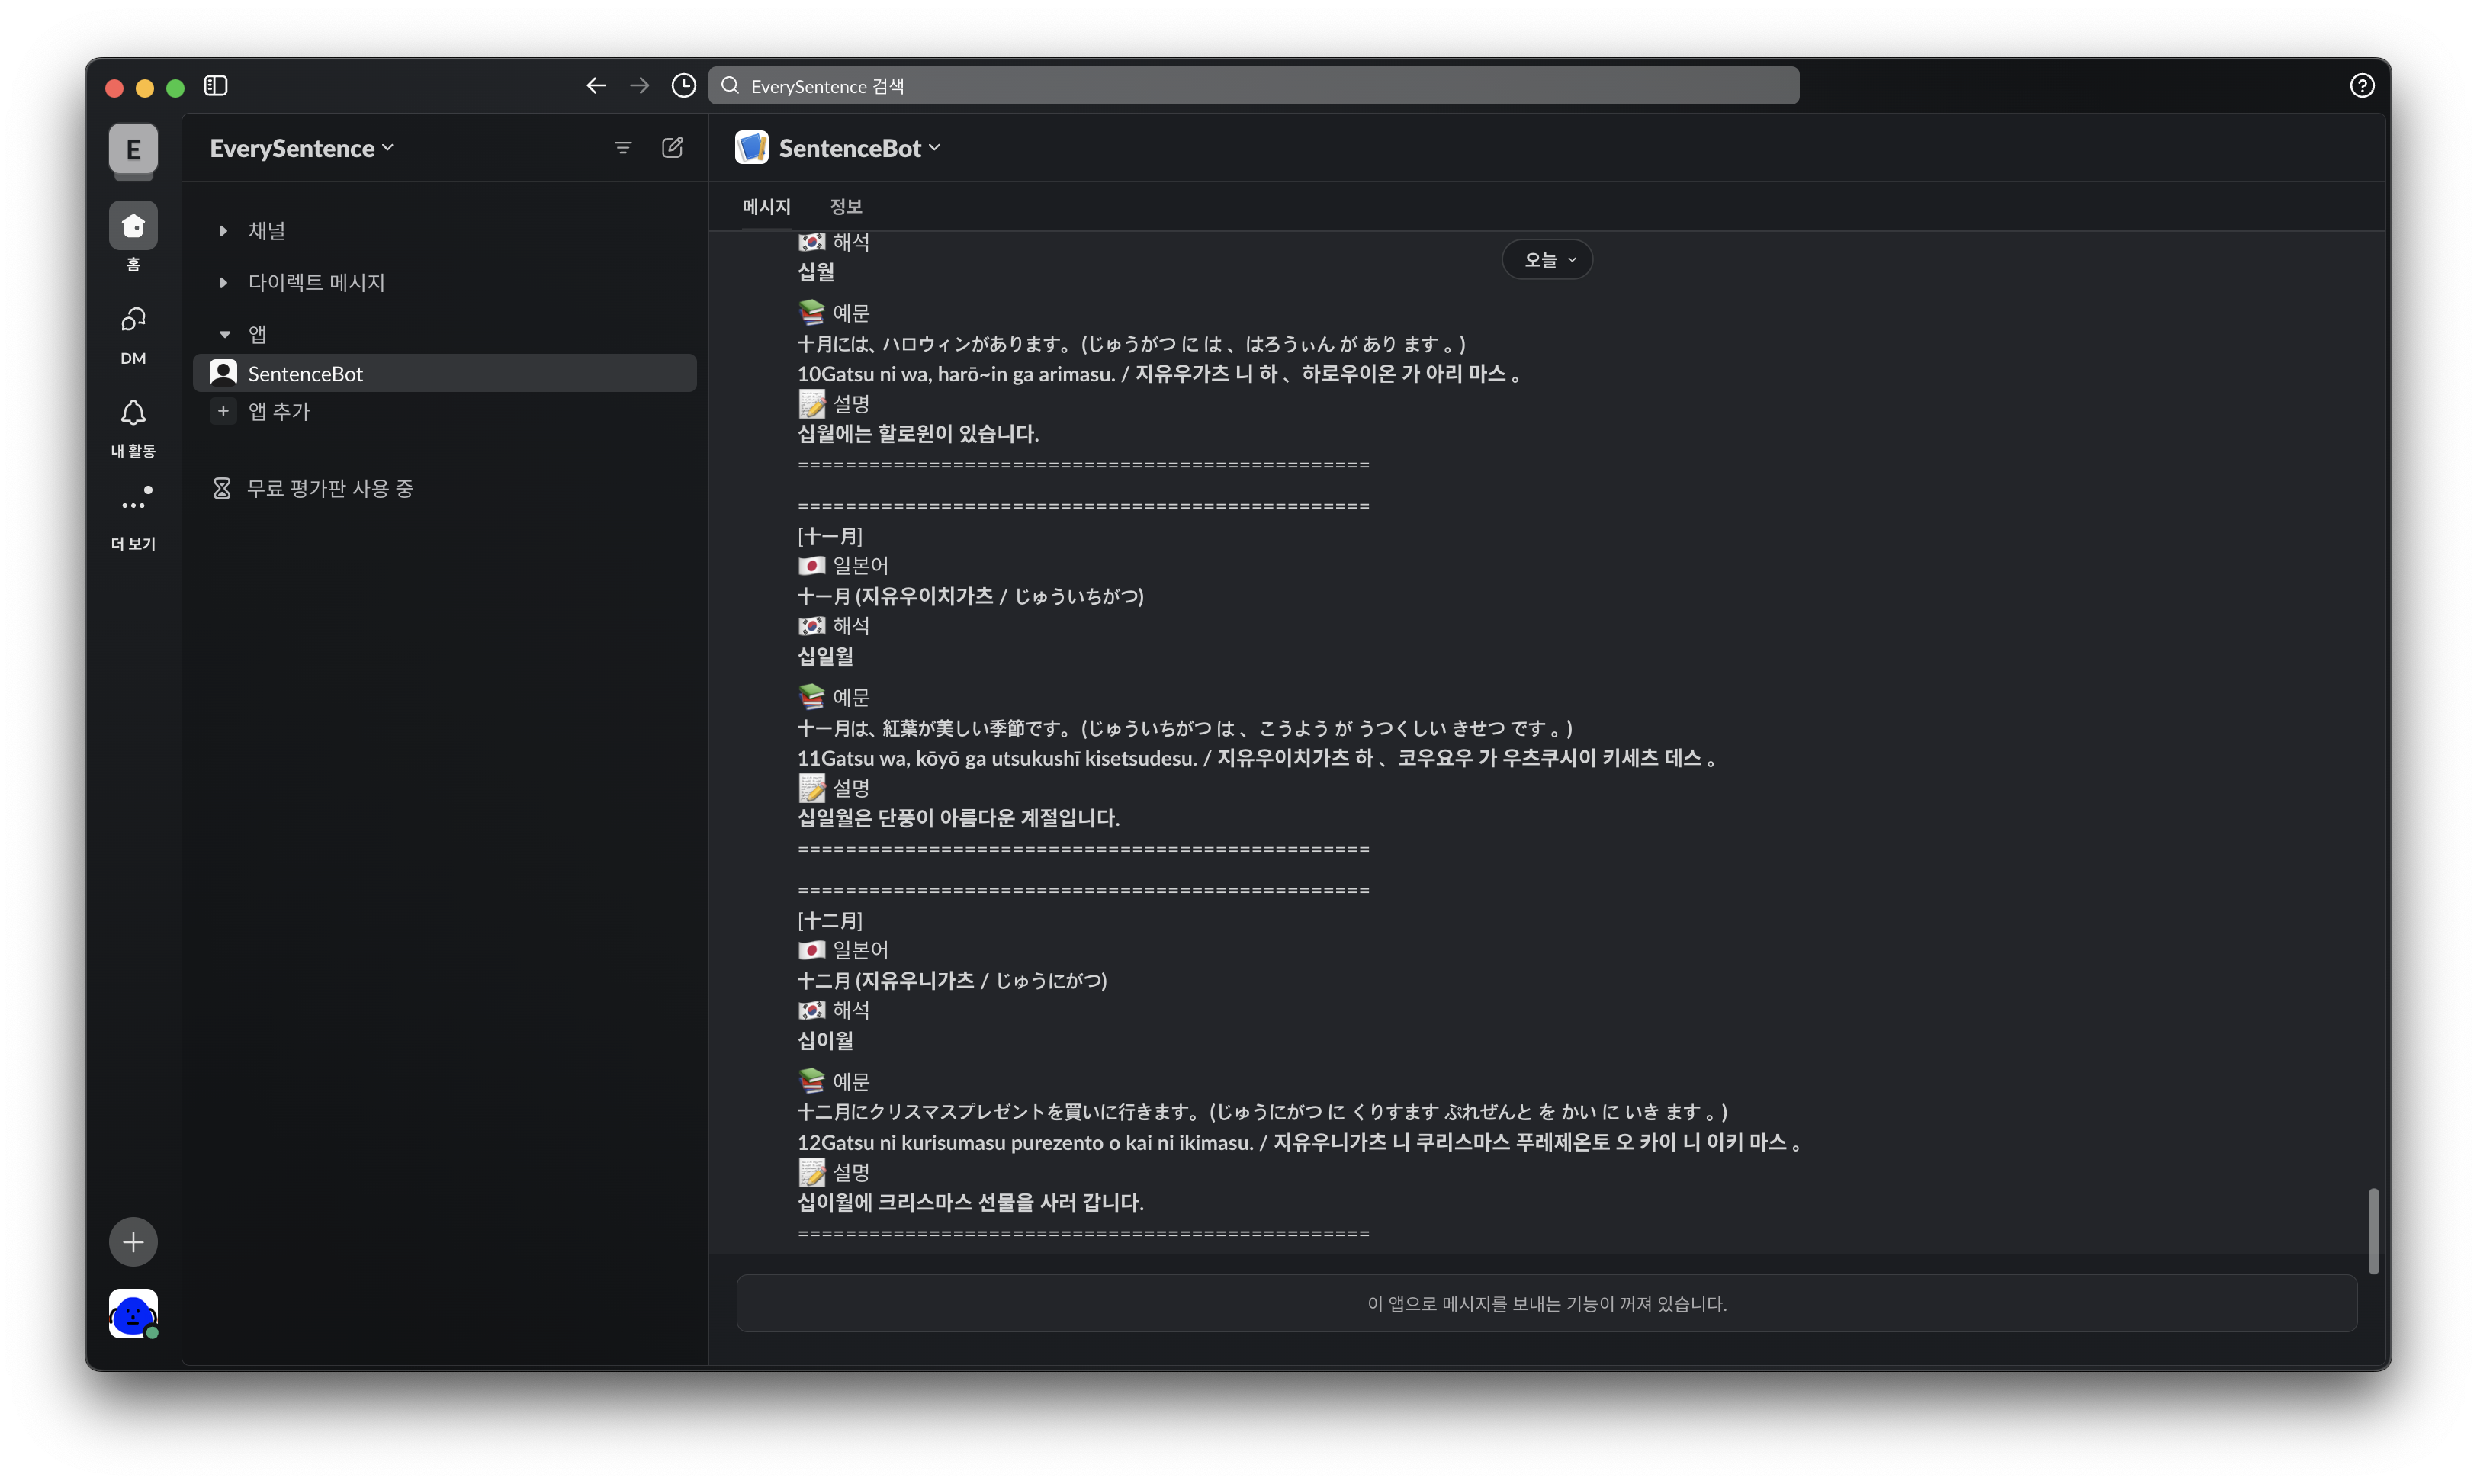 EverySentence 검색
E
홈
DM
내 활동
더 보기
EverySentence
채널
다이렉트 메시지
앱
SentenceBot
앱 추가
무료 평가판 사용 중
SentenceBot
메시지 정보
오늘
해석
십월
예문
十月には、ハロウィンがあります。(じゅうがつ に は 、はろうぃん が あり ます 。)
10Gatsu ni wa, harō~in ga arimasu. / 지유우가츠 니 하 、하로우이온 가 아리 마스 。
설명
십월에는 할로윈이 있습니다.
================================================
================================================
[十一月]
일본어
十一月 (지유우이치가츠 / じゅういちがつ)
해석
십일월
예문
十一月は、紅葉が美しい季節です。(じゅういちがつ は 、こうよう が うつくしい きせつ です 。)
11Gatsu wa, kōyō ga utsukushī kisetsudesu. / 지유우이치가츠 하 、코우요우 가 우츠쿠시이 키세츠 데스 。
설명
십일월은 단풍이 아름다운 계절입니다.
================================================
================================================
[十二月]
일본어
十二月 (지유우니가츠 / じゅうにがつ)
해석
십이월
예문
十二月にクリスマスプレゼントを買いに行きます。(じゅうにがつ に くりすます ぷれぜんと を かい に いき ます 。)
12Gatsu ni kurisumasu purezento o kai ni ikimasu. / 지유우니가츠 니 쿠리스마스 푸레제온토 오 카이 니 이키 마스 。
설명
십이월에 크리스마스 선물을 사러 갑니다.
================================================
이 앱으로 메시지를 보내는 기능이 꺼져 있습니다.